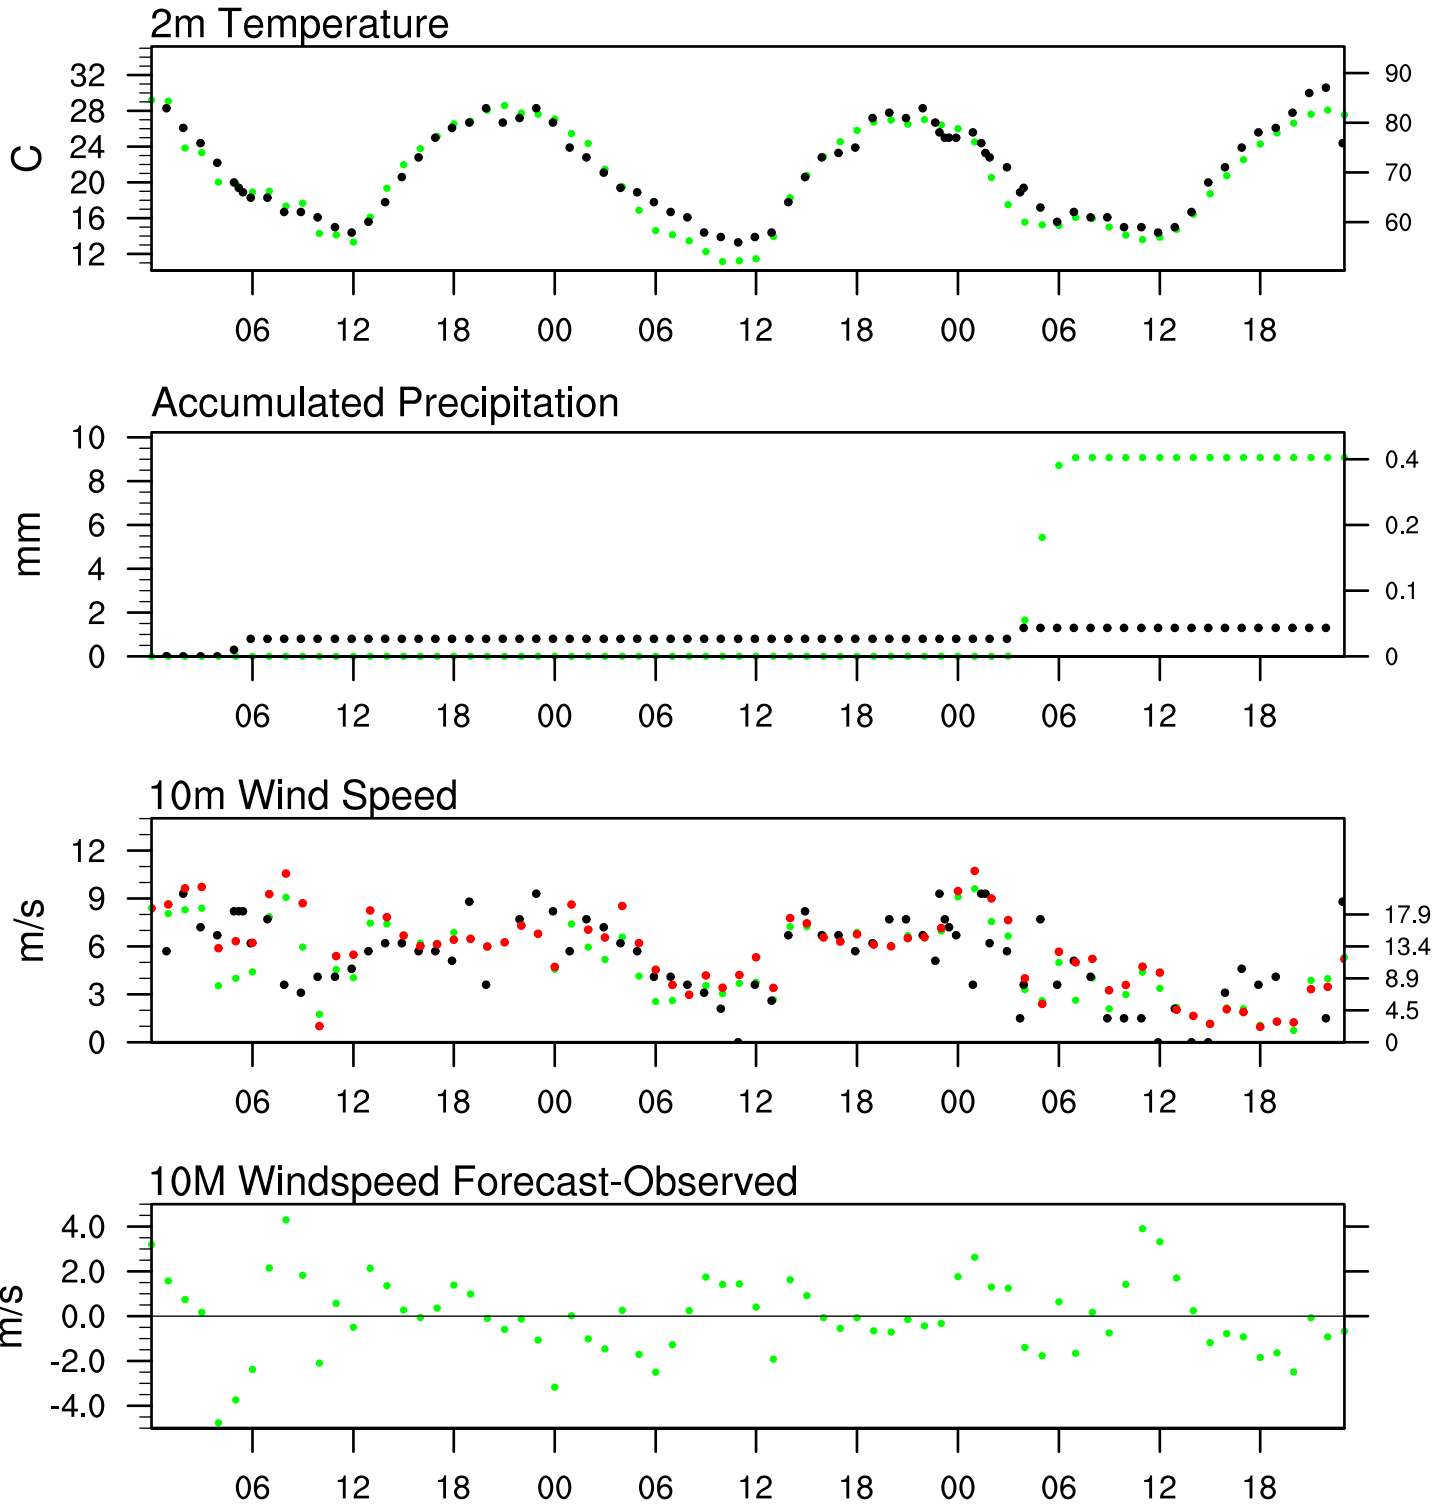 2m Temperature
32
28
24
20
16
12
C
90
80
70
60
06 12 18 00 06 12 18 00 06 12 18
Accumulated Precipitation
10
8
6
4
2
0
mm
0.4
0.2
0.1
0
06 12 18 00 06 12 18 00 06 12 18
10m Wind Speed
12
9
6
3
0
m/s
17.9
13.4
8.9
4.5
0
06 12 18 00 06 12 18 00 06 12 18
10M Windspeed Forecast-Observed
4.0
2.0
0.0
-2.0
-4.0
m/s
06 12 18 00 06 12 18 00 06 12 18